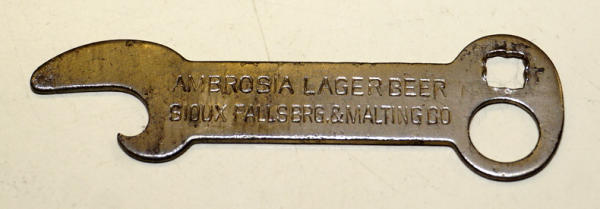 AMBROSIA LAGER BEER
SIOUX FALLS BRG. & MALTING CO